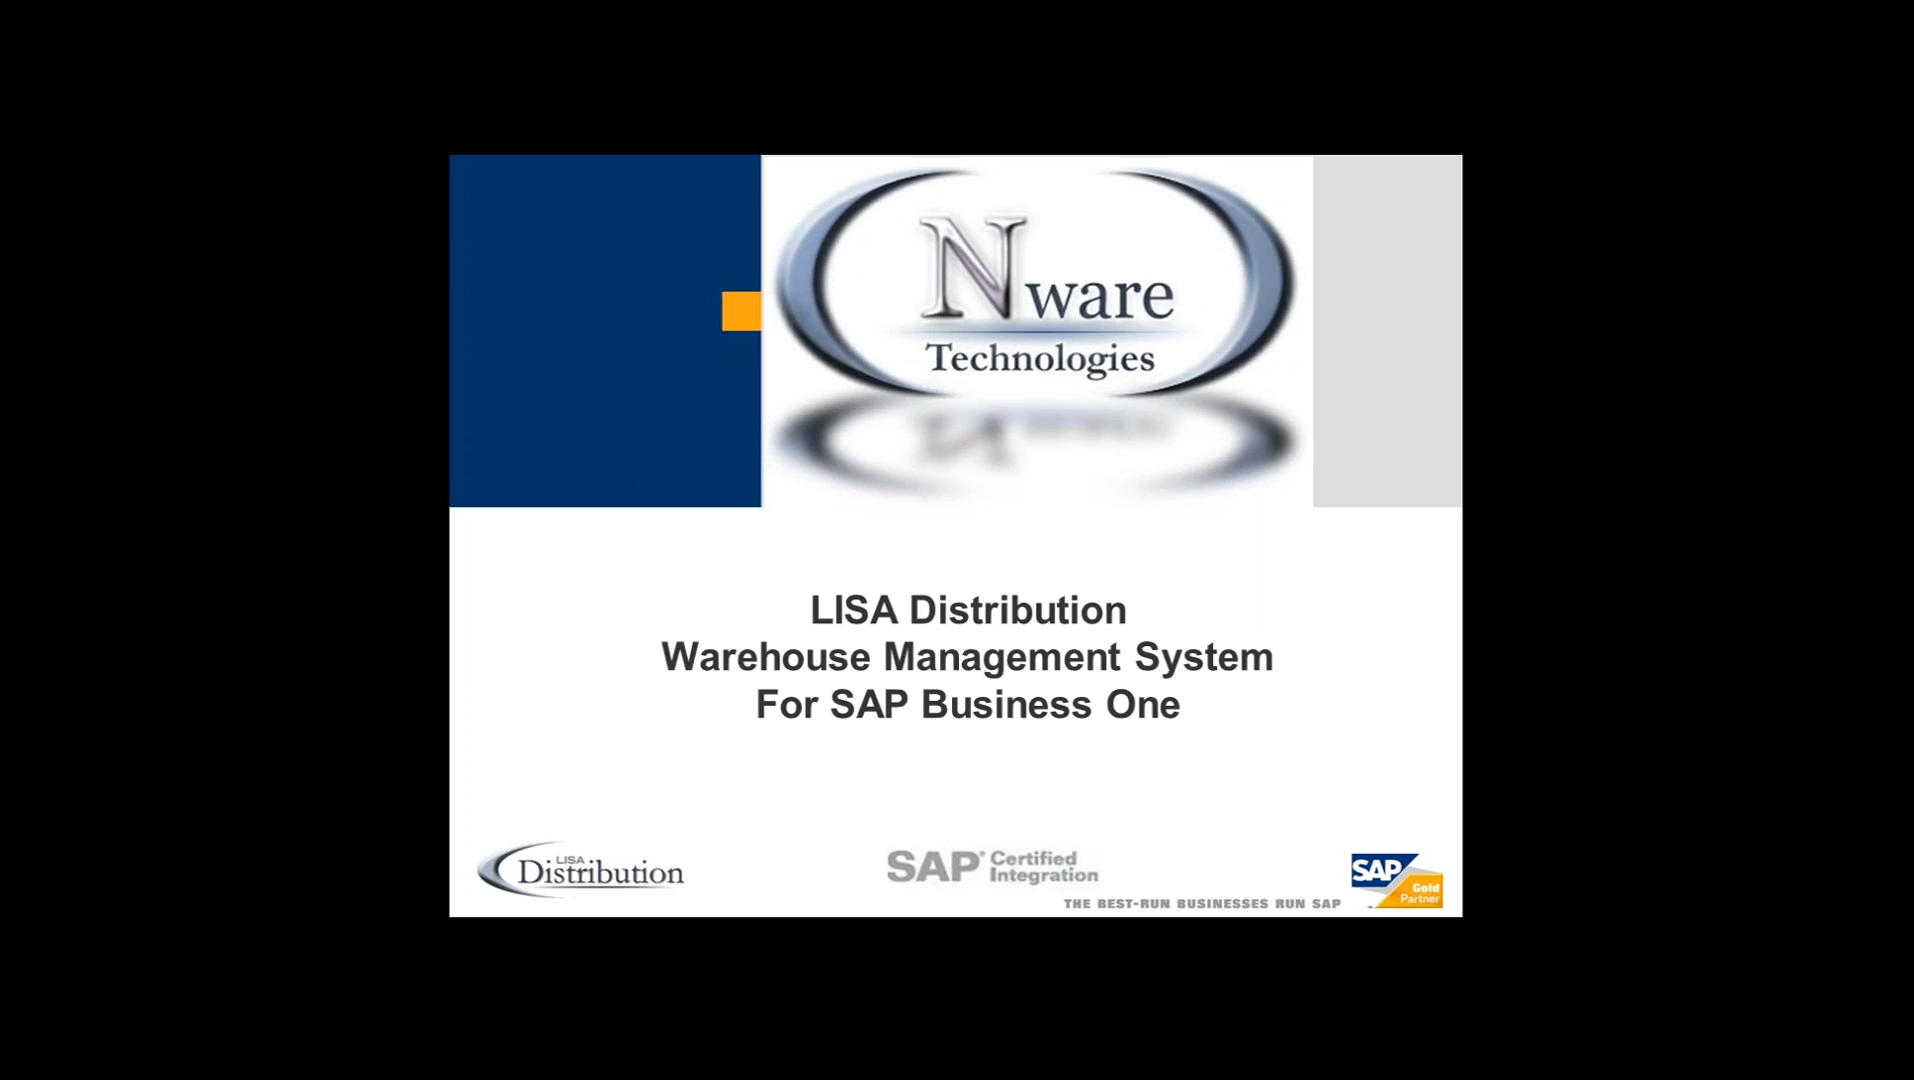 Nware
Technologies
LISA Distribution
Warehouse Management System
For SAP Business One
LISA
Distribution
SAP® Certified
Integration
THE BEST-RUN BUSINESSES RUN SAP
SAP
Gold
Partner